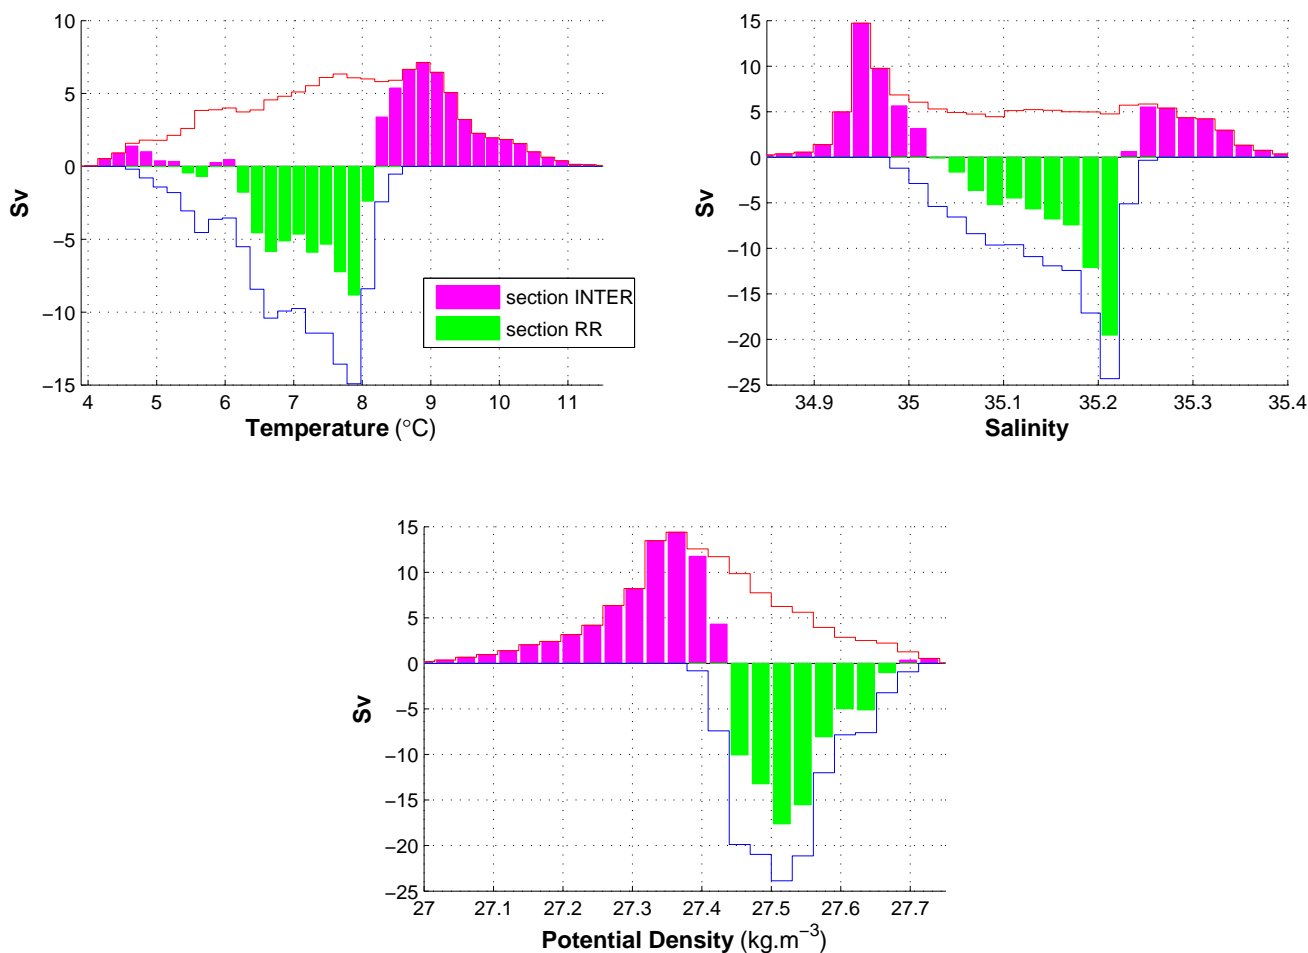 10
5
0
−5
−10
−15
Sv
4 5 6 7 8 9 10 11
Temperature (°C)
section INTER
section RR
15
10
5
0
−5
−10
−15
−20
−25
Sv
34.9 35 35.1 35.2 35.3 35.4
Salinity
15
10
5
0
−5
−10
−15
−20
−25
Sv
27 27.1 27.2 27.3 27.4 27.5 27.6 27.7
Potential Density (kg.m⁻³)